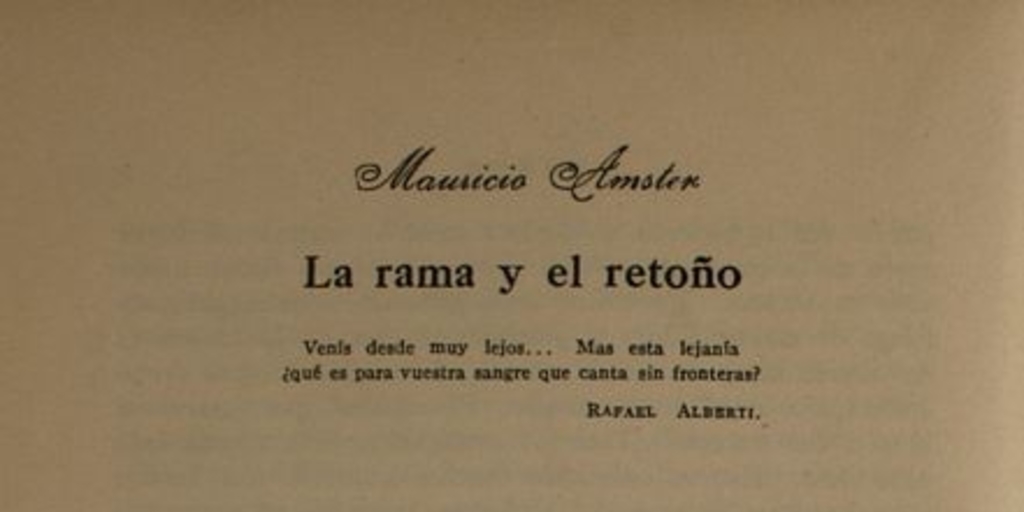 Mauricio Amster
La rama y el retoño
Venís desde muy lejos... Mas esta lejanía
¿qué es para vuestra sangre que canta sin fronteras?
RAFAEL ALBERTI.